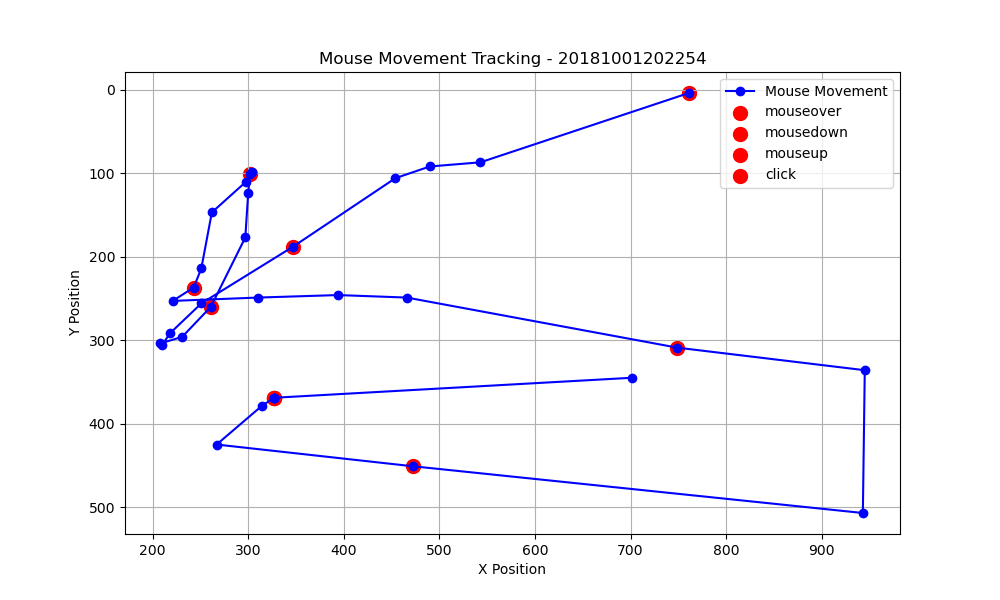 Mouse Movement Tracking - 20181001202254
Mouse Movement
mouseover
mousedown
mouseup
click
0
100
200
300
400
500
Y Position
200 300 400 500 600 700 800 900
X Position